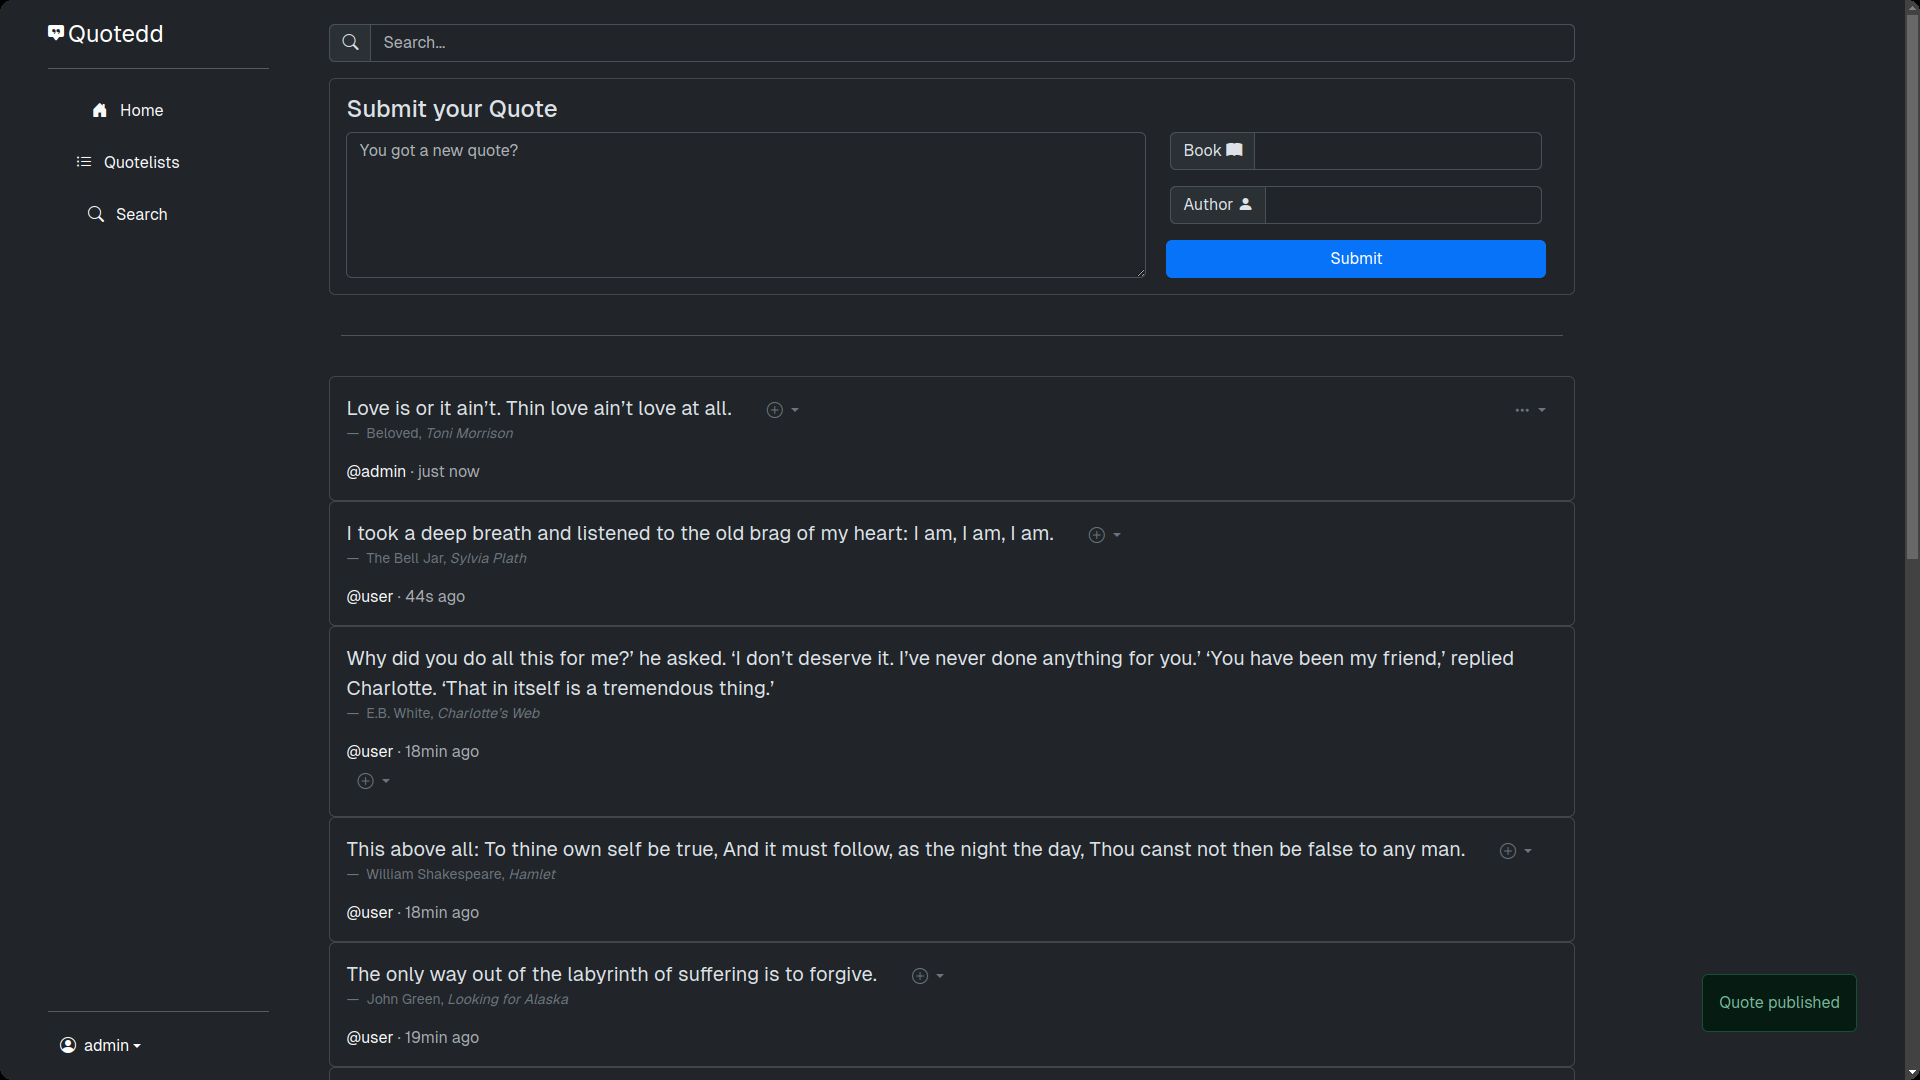 Quotedd
Home
Quotelists
Search
admin
Search...
Submit your Quote
You got a new quote?
Book
Author
Submit
Love is or it ain’t. Thin love ain’t love at all.
— Beloved, Toni Morrison
@admin · just now
I took a deep breath and listened to the old brag of my heart: I am, I am, I am.
— The Bell Jar, Sylvia Plath
@user · 44s ago
Why did you do all this for me?’ he asked. ‘I don’t deserve it. I’ve never done anything for you.’ ‘You have been my friend,’ replied
Charlotte. ‘That in itself is a tremendous thing.’
— E.B. White, Charlotte’s Web
@user · 18min ago
This above all: To thine own self be true, And it must follow, as the night the day, Thou canst not then be false to any man.
— William Shakespeare, Hamlet
@user · 18min ago
The only way out of the labyrinth of suffering is to forgive.
— John Green, Looking for Alaska
@user · 19min ago
Quote published